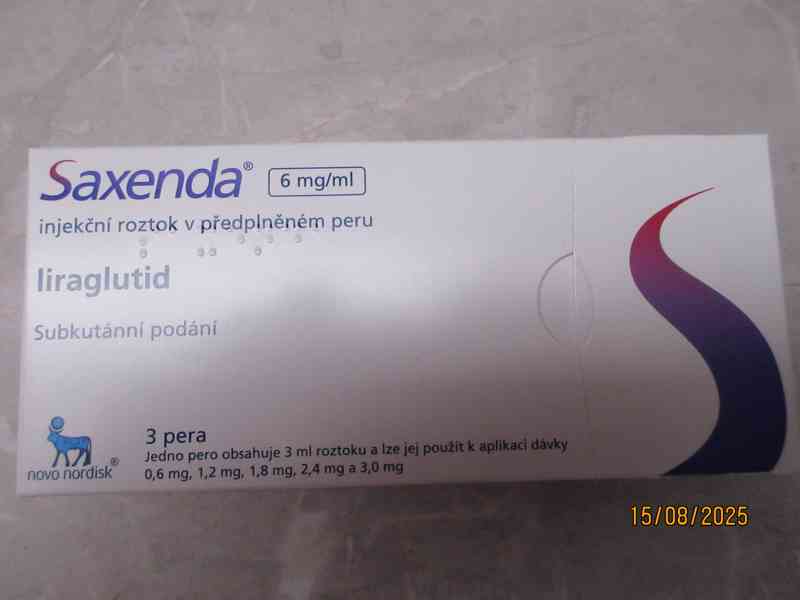 Saxenda® 6 mg/ml
injekční roztok v předplněném peru
liraglutid
Subkutánní podání
novo nordisk®
3 pera
Jedno pero obsahuje 3 ml roztoku a lze jej použít k aplikaci dávky
0,6 mg, 1,2 mg, 1,8 mg, 2,4 mg a 3,0 mg
15/08/2025